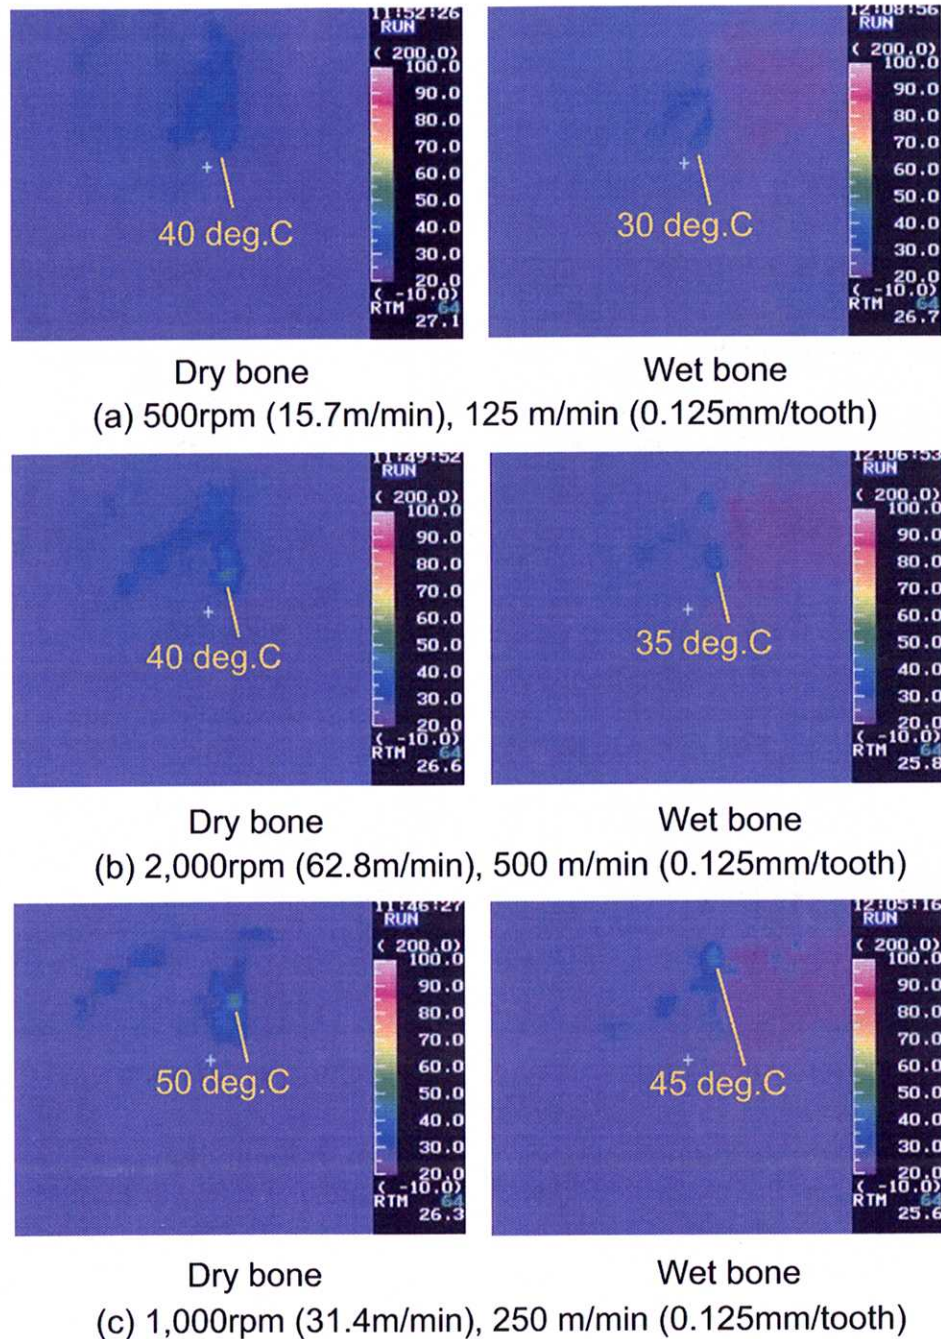 11:52:26
RUN
( 200.0)
100.0
90.0
80.0
70.0
60.0
50.0
40.0
30.0
20.0
( -10.0)
RTM 64
27.1
40 deg.C
12:08:56
RUN
( 200.0)
100.0
90.0
80.0
70.0
60.0
50.0
40.0
30.0
20.0
( -10.0)
RTM 64
26.7
30 deg.C
Dry bone
Wet bone
(a) 500rpm (15.7m/min), 125 m/min (0.125mm/tooth)
11:49:52
RUN
( 200.0)
100.0
90.0
80.0
70.0
60.0
50.0
40.0
30.0
20.0
( -10.0)
RTM 64
26.6
40 deg.C
12:06:53
RUN
( 200.0)
100.0
90.0
80.0
70.0
60.0
50.0
40.0
30.0
20.0
( -10.0)
RTM 64
25.8
35 deg.C
Dry bone
Wet bone
(b) 2,000rpm (62.8m/min), 500 m/min (0.125mm/tooth)
11:46:27
RUN
( 200.0)
100.0
90.0
80.0
70.0
60.0
50.0
40.0
30.0
20.0
( -10.0)
RTM 64
26.3
50 deg.C
12:05:16
RUN
( 200.0)
100.0
90.0
80.0
70.0
60.0
50.0
40.0
30.0
20.0
( -10.0)
RTM 64
25.6
45 deg.C
Dry bone
Wet bone
(c) 1,000rpm (31.4m/min), 250 m/min (0.125mm/tooth)